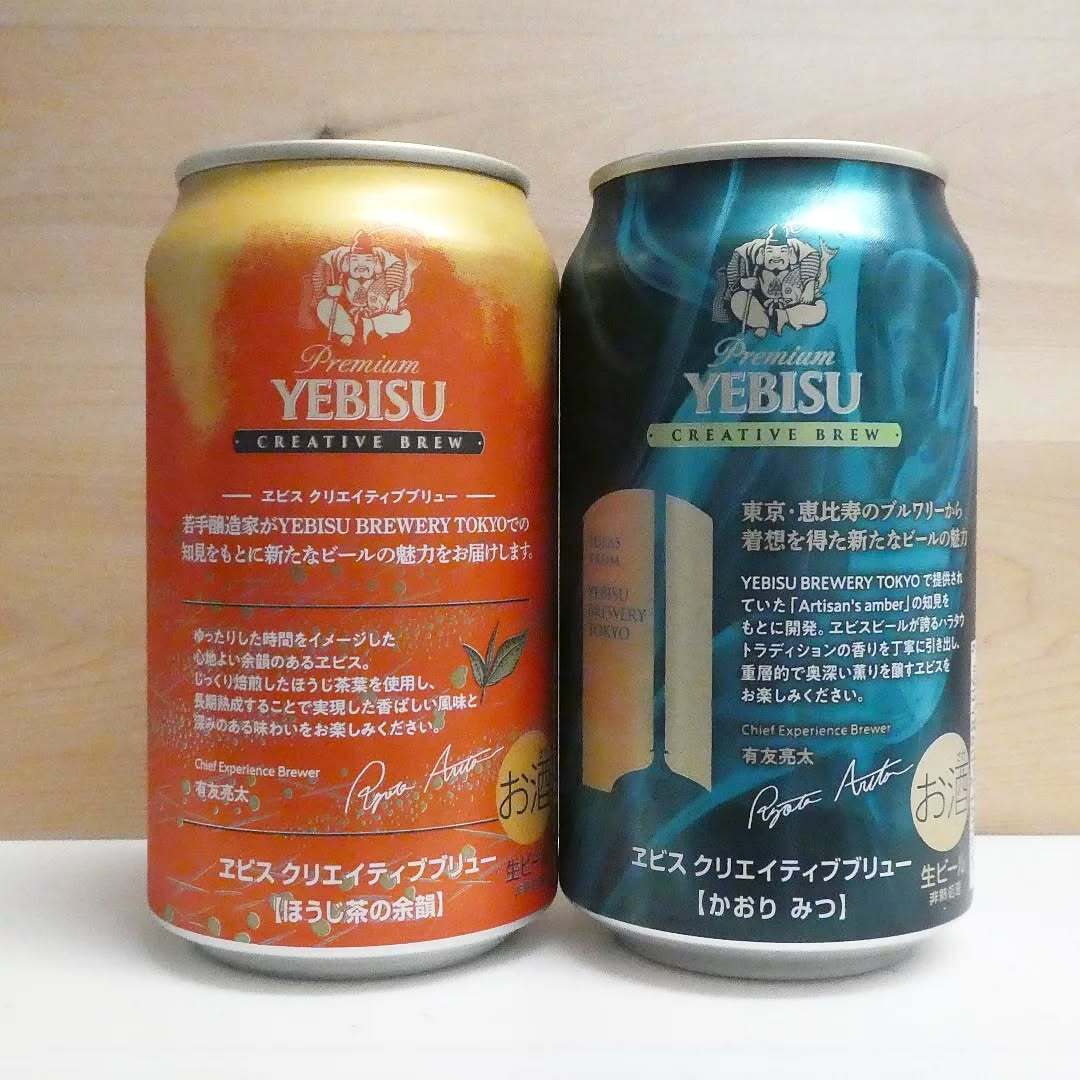 Premium
YEBISU
CREATIVE BREW
ヱビス クリエイティブブリュー
若手醸造家がYEBISU BREWERY TOKYOでの
知見をもとに新たなビールの魅力をお届けします。
ゆったりした時間をイメージした
心地よい余韻のあるヱビス。
じっくり焙煎したほうじ茶葉を使用し、
長期熟成することで実現した香ばしい風味と
深みのある味わいをお楽しみください。
Chief Experience Brewer
有友亮太
Ryota Arito
お酒
ヱビス クリエイティブブリュー
【ほうじ茶の余韻】
生ビール
Premium
YEBISU
CREATIVE BREW
IDEAS
FROM
YEBISU
BREWERY
TOKYO
東京・恵比寿のブルワリーから
着想を得た新たなビールの魅力
YEBISU BREWERY TOKYOで提供され
ていた「Artisan's amber」の知見を
もとに開発。ヱビスビールが誇るハラタウ
トラディションの香りを丁寧に引き出し、
重層的で奥深い薫りを醸すヱビスを
お楽しみください。
Chief Experience Brewer
有友亮太
Ryota Arito
お酒
ヱビス クリエイティブブリュー
【かおり みつ】
生ビール
非熱処理